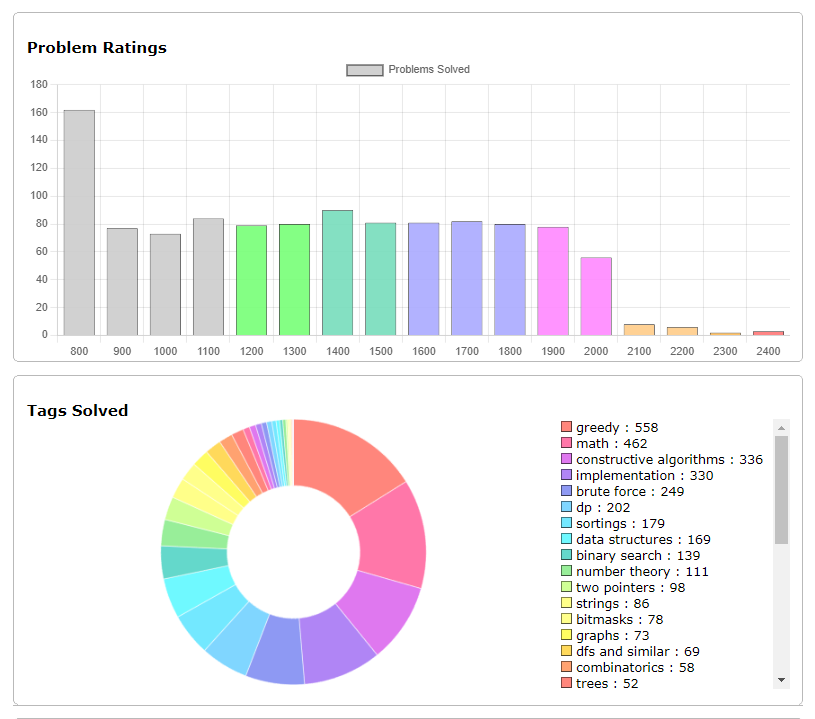 Problem Ratings
Problems Solved
180
160
140
120
100
80
60
40
20
0
800 900 1000 1100 1200 1300 1400 1500 1600 1700 1800 1900 2000 2100 2200 2300 2400
Tags Solved
greedy : 558
math : 462
constructive algorithms : 336
implementation : 330
brute force : 249
dp : 202
sortings : 179
data structures : 169
binary search : 139
number theory : 111
two pointers : 98
strings : 86
bitmasks : 78
graphs : 73
dfs and similar : 69
combinatorics : 58
trees : 52